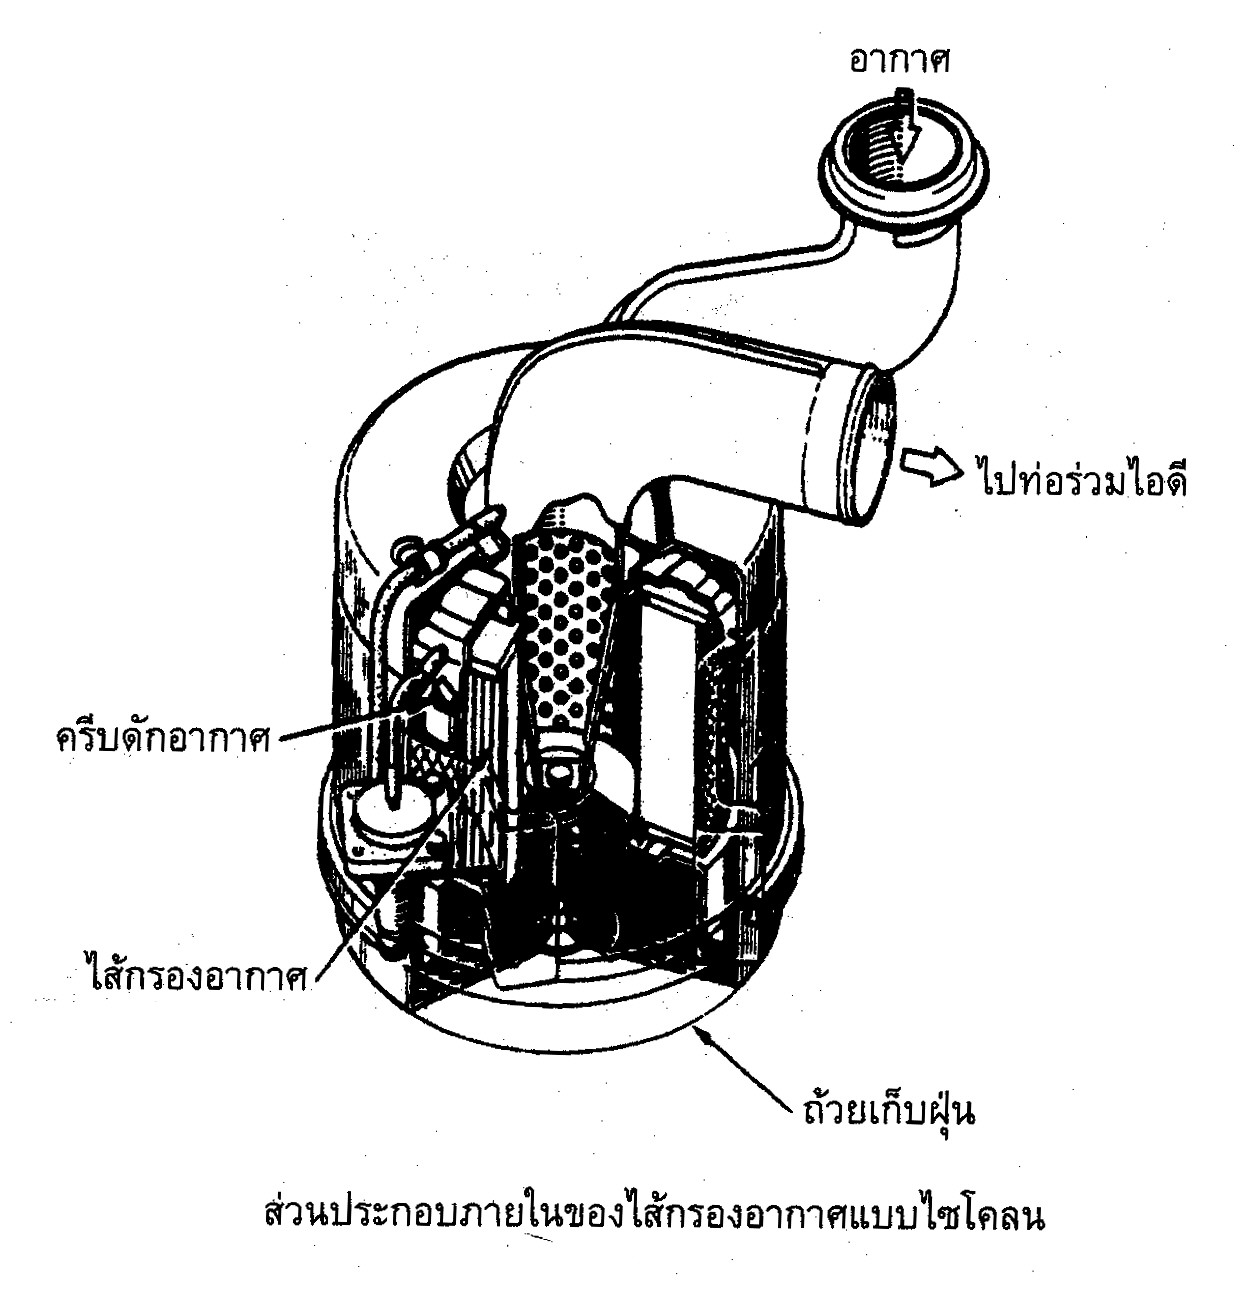 อากาศ
ไปท่อร่วมไอดี
ครีบดักอากาศ
ไส้กรองอากาศ
ถ้วยเก็บฝุ่น
ส่วนประกอบภายในของไส้กรองอากาศแบบไซโคลน